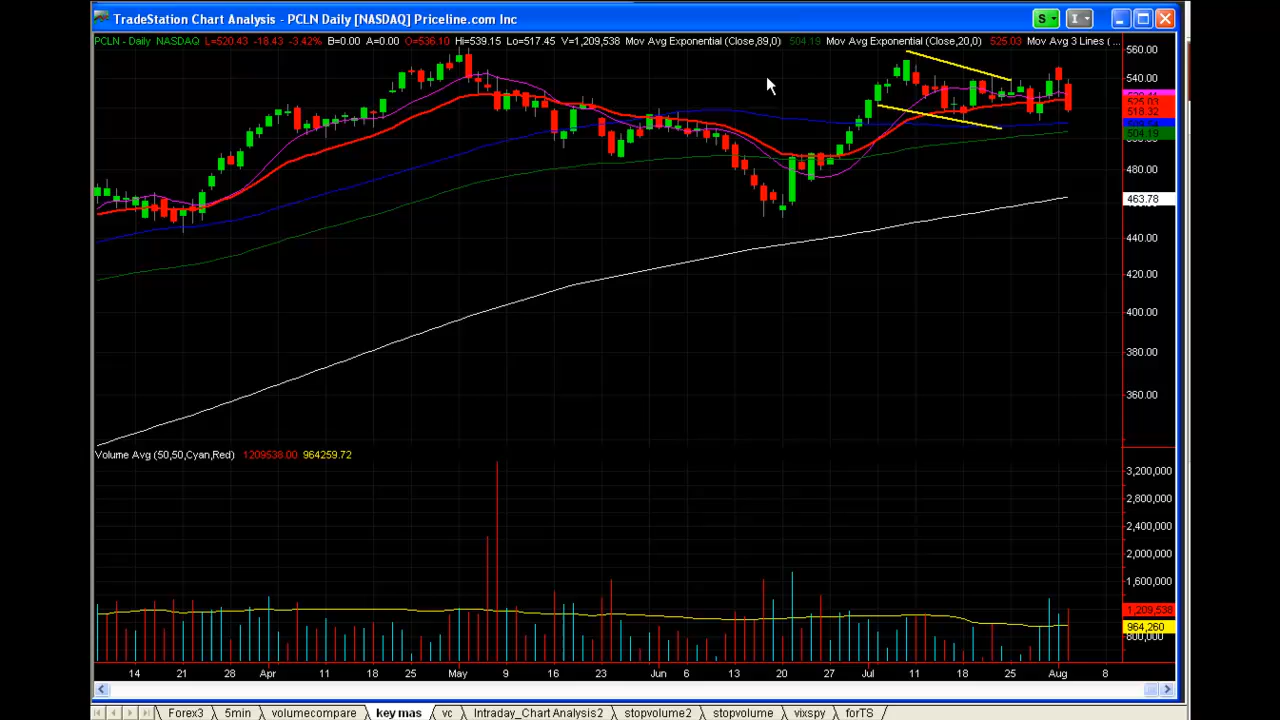 TradeStation Chart Analysis - PCLN Daily [NASDAQ] Priceline.com Inc
S
I
PCLN - Daily NASDAQ L=520.43 -18.43 -3.42% B=0.00 A=0.00 O=536.10 Hi=539.15 Lo=517.45 V=1,209,538 Mov Avg Exponential (Close,89,0) 504.19 Mov Avg Exponential (Close,20,0) 525.03 Mov Avg 3 Lines ( ...
560.00
540.00
525.03
518.32
504.19
480.00
463.78
440.00
420.00
400.00
380.00
360.00
Volume Avg (50,50,Cyan,Red) 1209538.00 964259.72
3,200,000
2,800,000
2,400,000
2,000,000
1,600,000
1,209,538
964,260
800,000
14 21 28 Apr 11 18 25 May 9 16 23 Jun 6 13 20 27 Jul 11 18 25 Aug 8
Forex3 5min volumecompare key mas vc Intraday_Chart Analysis2 stopvolume2 stopvolume vixspy forTS